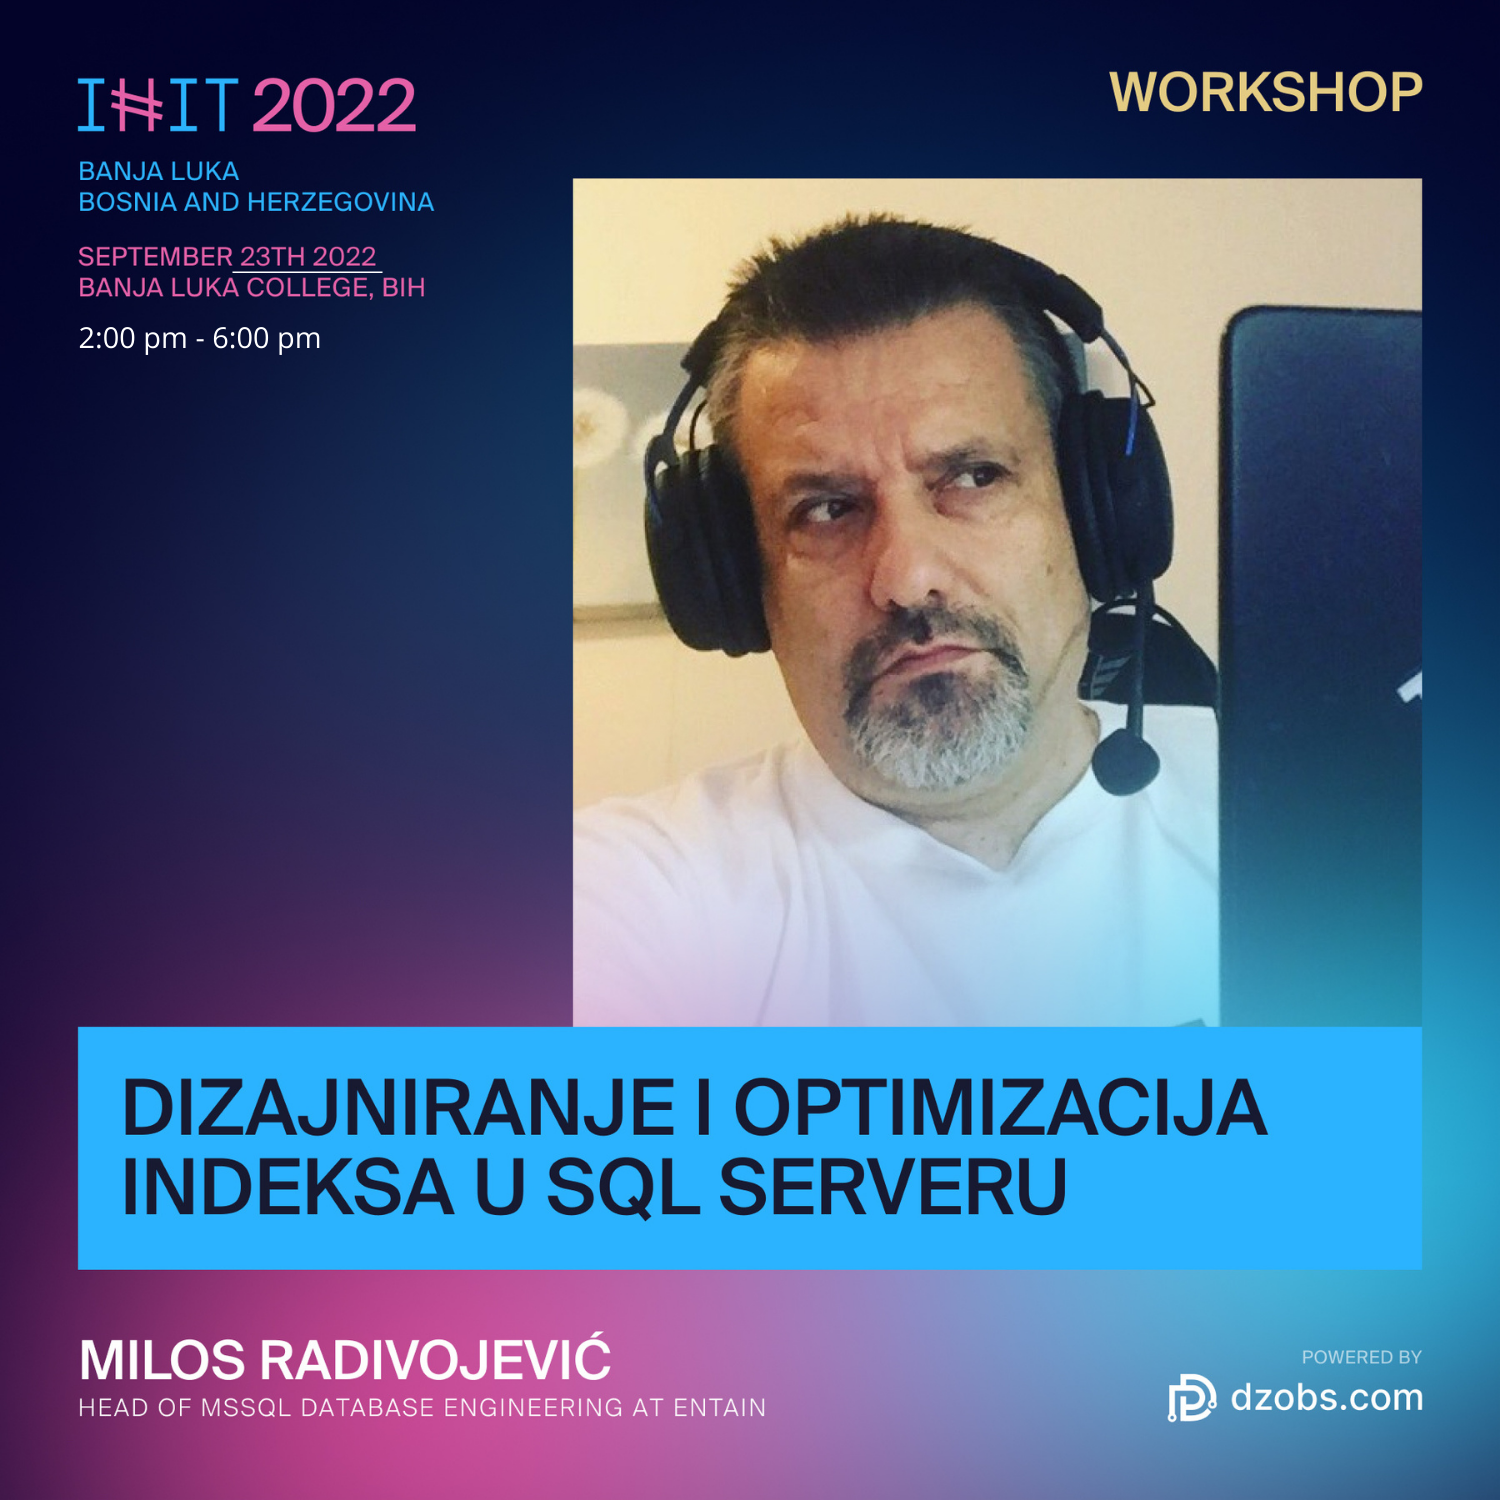 INIT 2022
WORKSHOP
BANJA LUKA
BOSNIA AND HERZEGOVINA
SEPTEMBER 23TH 2022
BANJA LUKA COLLEGE, BIH
2:00 pm - 6:00 pm
DIZAJNIRANJE I OPTIMIZACIJA
INDEKSA U SQL SERVERU
MILOS RADIVOJEVIĆ
HEAD OF MSSQL DATABASE ENGINEERING AT ENTAIN
POWERED BY
dzobs.com